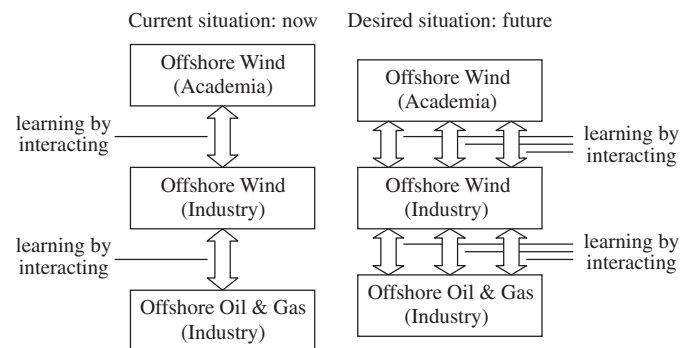 Current situation: now
Desired situation: future
Offshore Wind
(Academia)
learning by
interacting
Offshore Wind
(Industry)
learning by
interacting
Offshore Oil & Gas
(Industry)
Offshore Wind
(Academia)
learning by
interacting
Offshore Wind
(Industry)
learning by
interacting
Offshore Oil & Gas
(Industry)